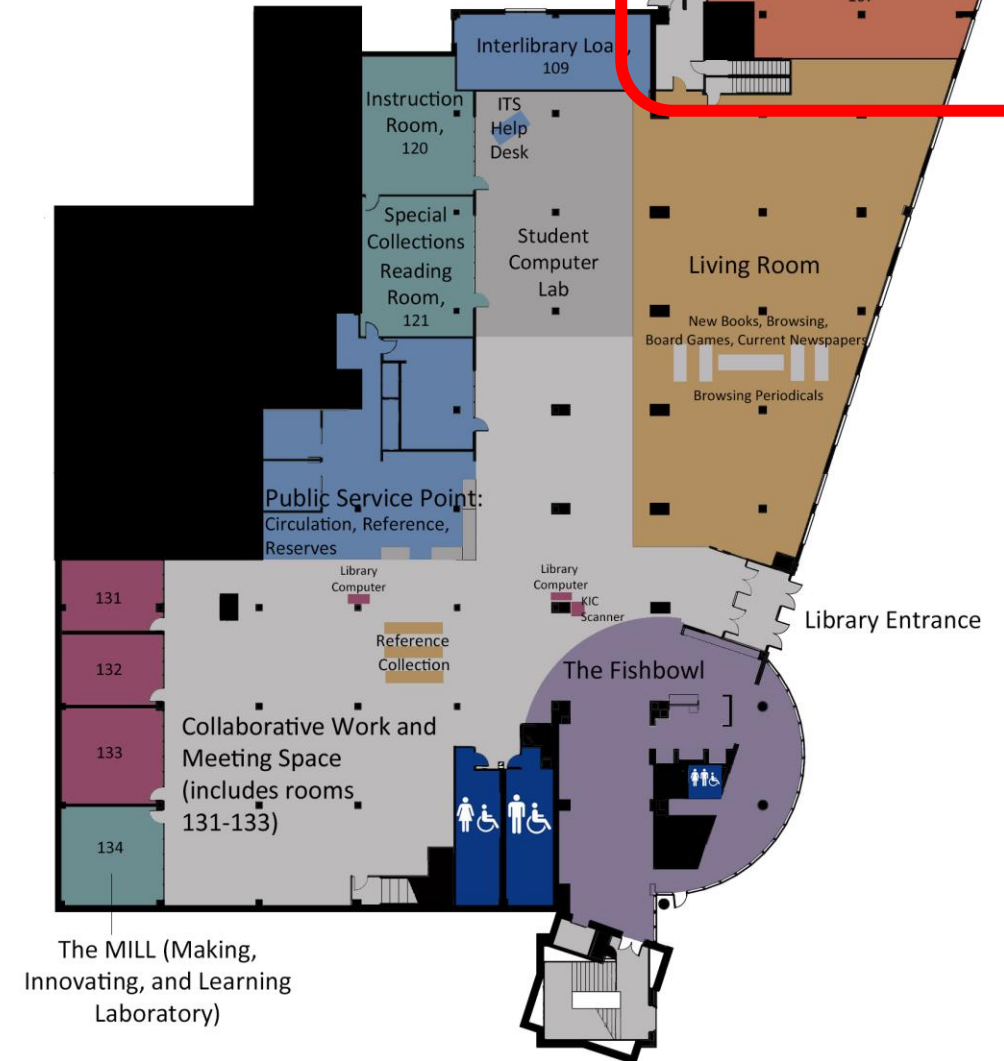 107
Interlibrary Loan,
109
Instruction
Room,
120
ITS
Help
Desk
Special
Collections
Reading
Room,
121
Student
Computer
Lab
Living Room
New Books, Browsing,
Board Games, Current Newspapers
Browsing Periodicals
Public Service Point:
Circulation, Reference,
Reserves
Library
Computer
Library
Computer
KIC
Scanner
Library Entrance
131
132
133
134
Reference
Collection
The Fishbowl
Collaborative Work and
Meeting Space
(includes rooms
131-133)
The MILL (Making,
Innovating, and Learning
Laboratory)